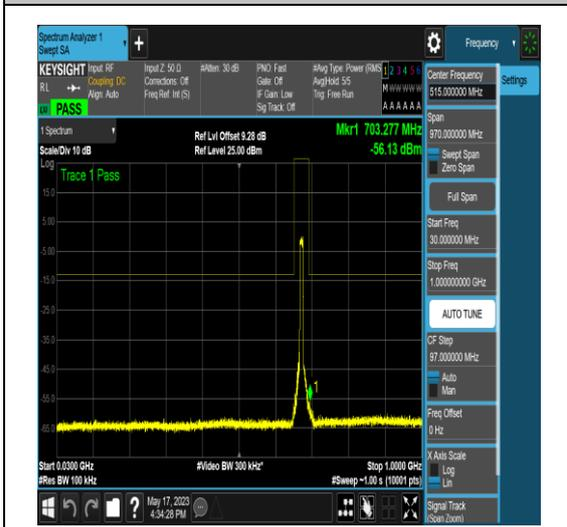 Spectrum Analyzer 1
Swept SA
+
Frequency
KEYSIGHT
RL
PASS
Input: RF
Coupling: DC
Align: Auto
Input Z: 50 Ω
Corrections: Off
Freq Ref: Int (S)
#Atten: 30 dB
PNO: Fast
Gate: Off
IF Gain: Low
Sig Track: Off
#Avg Type: Power (RMS
Avg|Hold: 5/5
Trig: Free Run
1 2 3 4 5 6
M W W W W W
A A A A A A
Center Frequency
515.000000 MHz
Settings
Span
970.000000 MHz
Swept Span
Zero Span
Full Span
Start Freq
30.000000 MHz
Stop Freq
1.000000000 GHz
AUTO TUNE
CF Step
97.000000 MHz
Auto
Man
Freq Offset
0 Hz
X Axis Scale
Log
Lin
Signal Track
(Span Zoom)
1 Spectrum
Scale/Div 10 dB
Ref Lvl Offset 9.28 dB
Ref Level 25.00 dBm
Mkr1 703.277 MHz
-56.13 dBm
Log
Trace 1 Pass
15.0
5.00
-5.00
-15.0
-25.0
-35.0
-45.0
-55.0
-65.0
1
Start 0.0300 GHz
#Res BW 100 kHz
#Video BW 300 kHz*
Stop 1.0000 GHz
#Sweep ~1.00 s (10001 pts)
?
May 17, 2023
4:34:28 PM